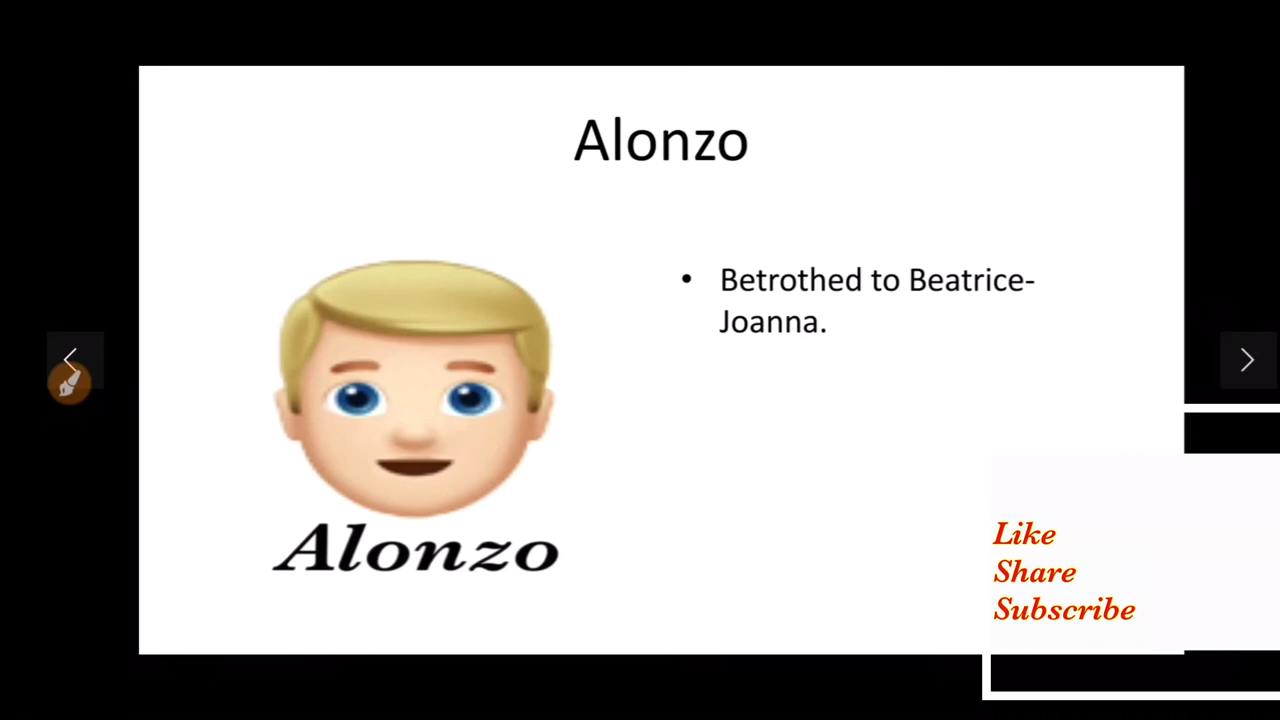 Alonzo
• Betrothed to Beatrice-
Joanna.
Alonzo
Like
Share
Subscribe